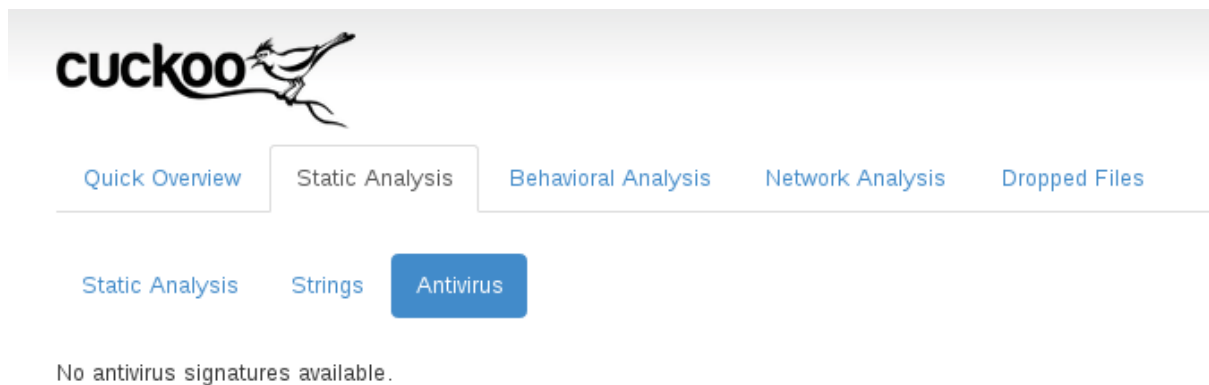 cuckoo
Quick Overview Static Analysis Behavioral Analysis Network Analysis Dropped Files
Static Analysis Strings Antivirus
No antivirus signatures available.